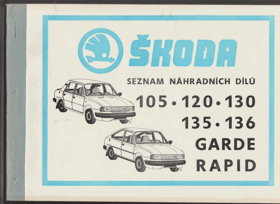 ŠKODA
SEZNAM NÁHRADNÍCH DÍLŮ
105 • 120 • 130
135 • 136
GARDE
RAPID